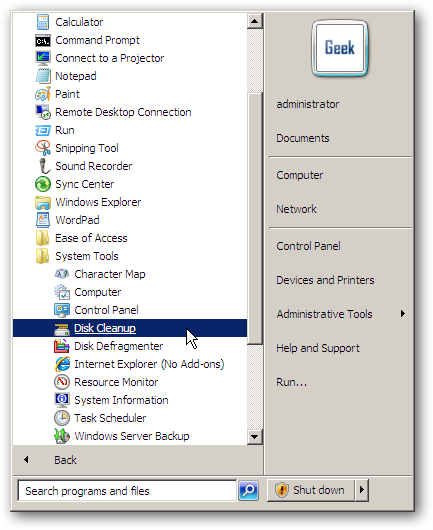 Calculator
Command Prompt
Connect to a Projector
Notepad
Paint
Remote Desktop Connection
Run
Snipping Tool
Sound Recorder
Sync Center
Windows Explorer
WordPad
Ease of Access
System Tools
Character Map
Computer
Control Panel
Disk Cleanup
Disk Defragmenter
Internet Explorer (No Add-ons)
Resource Monitor
System Information
Task Scheduler
Windows Server Backup
Back
Search programs and files
Geek
administrator
Documents
Computer
Network
Control Panel
Devices and Printers
Administrative Tools
Help and Support
Run...
Shut down